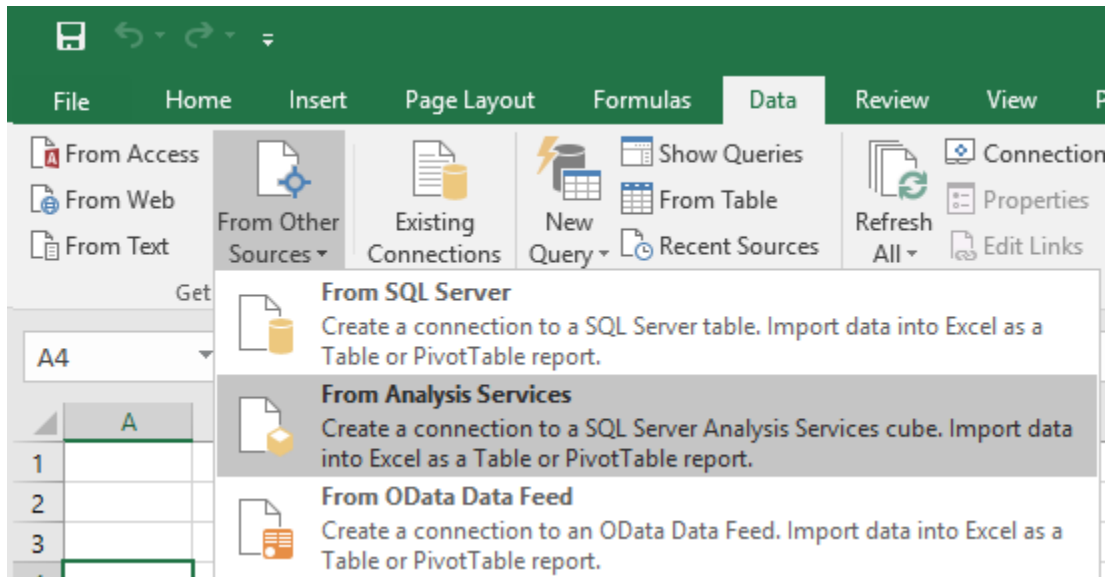 File Home Insert Page Layout Formulas Data Review View P
From Access
From Web
From Text
From Other
Sources
Existing
Connections
New
Query
Show Queries
From Table
Recent Sources
Refresh
All
Connection
Properties
Edit Links
Get
From SQL Server
Create a connection to a SQL Server table. Import data into Excel as a
Table or PivotTable report.
From Analysis Services
Create a connection to a SQL Server Analysis Services cube. Import data
into Excel as a Table or PivotTable report.
From OData Data Feed
Create a connection to an OData Data Feed. Import data into Excel as a
Table or PivotTable report.
A4
A
1
2
3